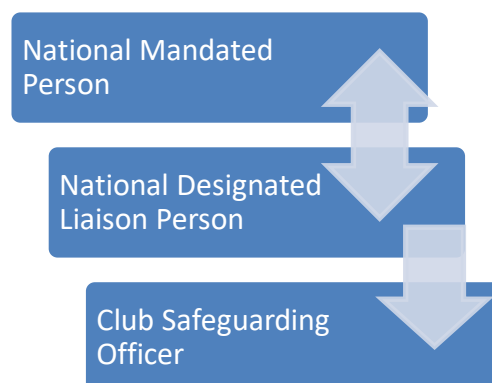 National Mandated
Person
National Designated
Liaison Person
Club Safeguarding
Officer